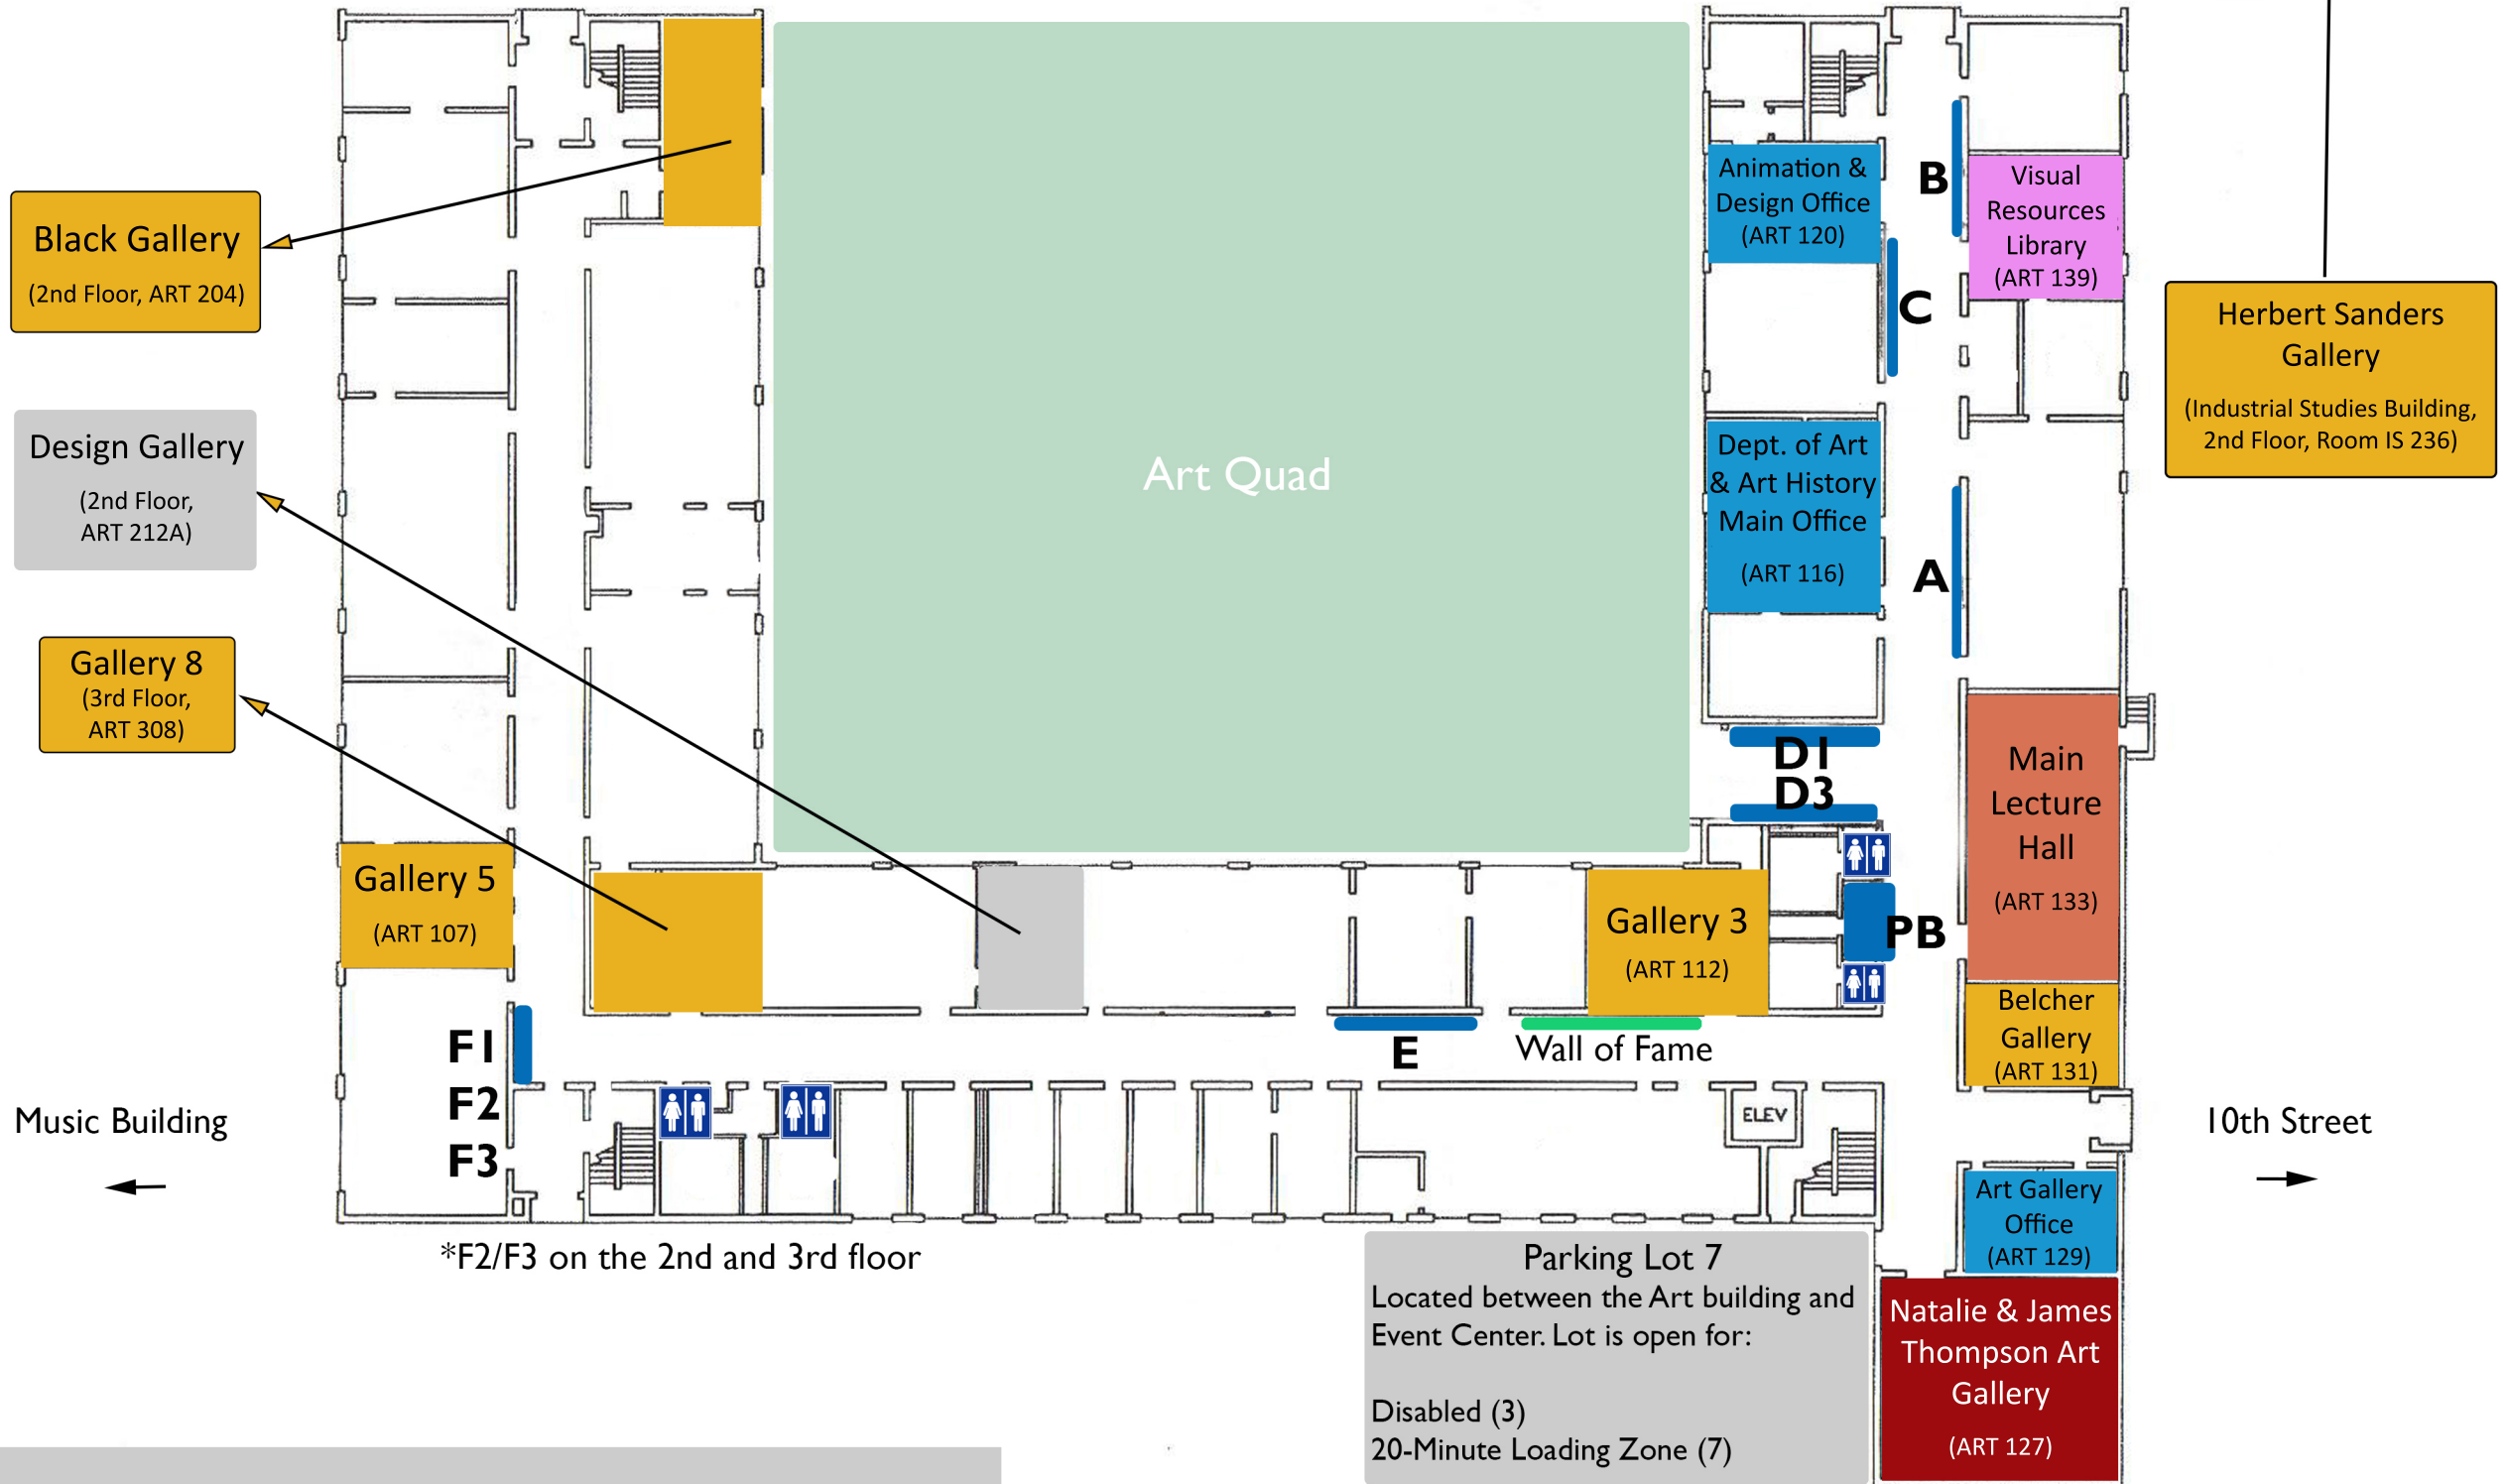 Black Gallery
(2nd Floor, ART 204)
Design Gallery
(2nd Floor,
ART 212A)
Gallery 8
(3rd Floor,
ART 308)
Gallery 5
(ART 107)
Art Quad
Animation &
Design Office
(ART 120)
B
Visual
Resources
Library
(ART 139)
C
Herbert Sanders
Gallery
(Industrial Studies Building,
2nd Floor, Room IS 236)
Dept. of Art
& Art History
Main Office
(ART 116)
A
D1
D3
Main
Lecture
Hall
(ART 133)
Gallery 3
(ART 112)
PB
Belcher
Gallery
(ART 131)
F1
F2
F3
E
Wall of Fame
ELEV
Music Building
10th Street
Art Gallery
Office
(ART 129)
*F2/F3 on the 2nd and 3rd floor
Parking Lot 7
Located between the Art building and
Event Center. Lot is open for:
Disabled (3)
20-Minute Loading Zone (7)
Natalie & James
Thompson Art
Gallery
(ART 127)